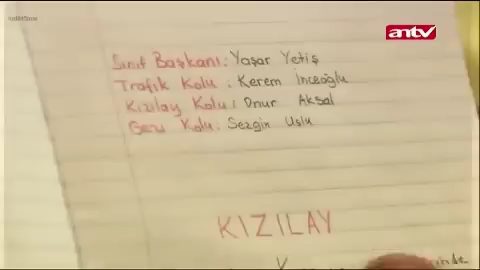 antv
Sınıf Başkanı: Yaşar Yetiş
Trafik Kolu: Kerem İnceoğlu
Kızılay Kolu: Onur Aksal
Gezi Kolu: Sezgin Uslu
KIZILAY